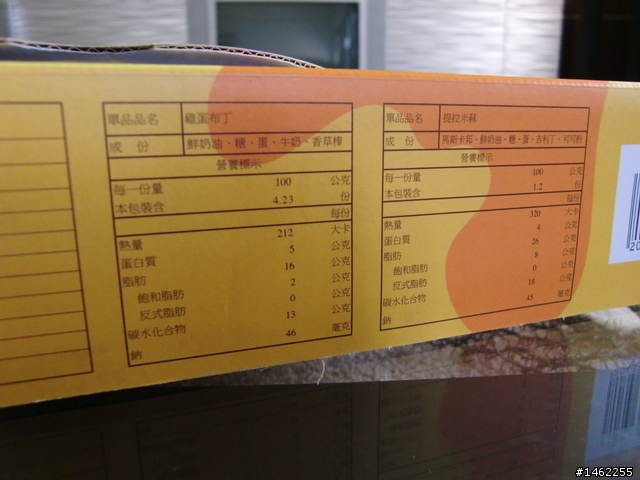 單品品名 雞蛋布丁
成份 鮮奶油、糖、蛋、牛奶、香草棒
營養標示
每一份量 100 公克
本包裝含 4.23 份
每份
熱量 212 大卡
蛋白質 5 公克
脂肪 16 公克
飽和脂肪 2 公克
反式脂肪 0 公克
碳水化合物 13 公克
鈉 46 毫克
單品品名 提拉米蘇
成份 馬斯卡邦、鮮奶油、糖、蛋、吉利丁、可可粉
營養標示
每一份量 100 公克
本包裝含 1.2 份
每份
熱量 320 大卡
蛋白質 4 公克
脂肪 26 公克
飽和脂肪 8 公克
反式脂肪 0 公克
碳水化合物 18 公克
鈉 45 毫克
20
#1462255